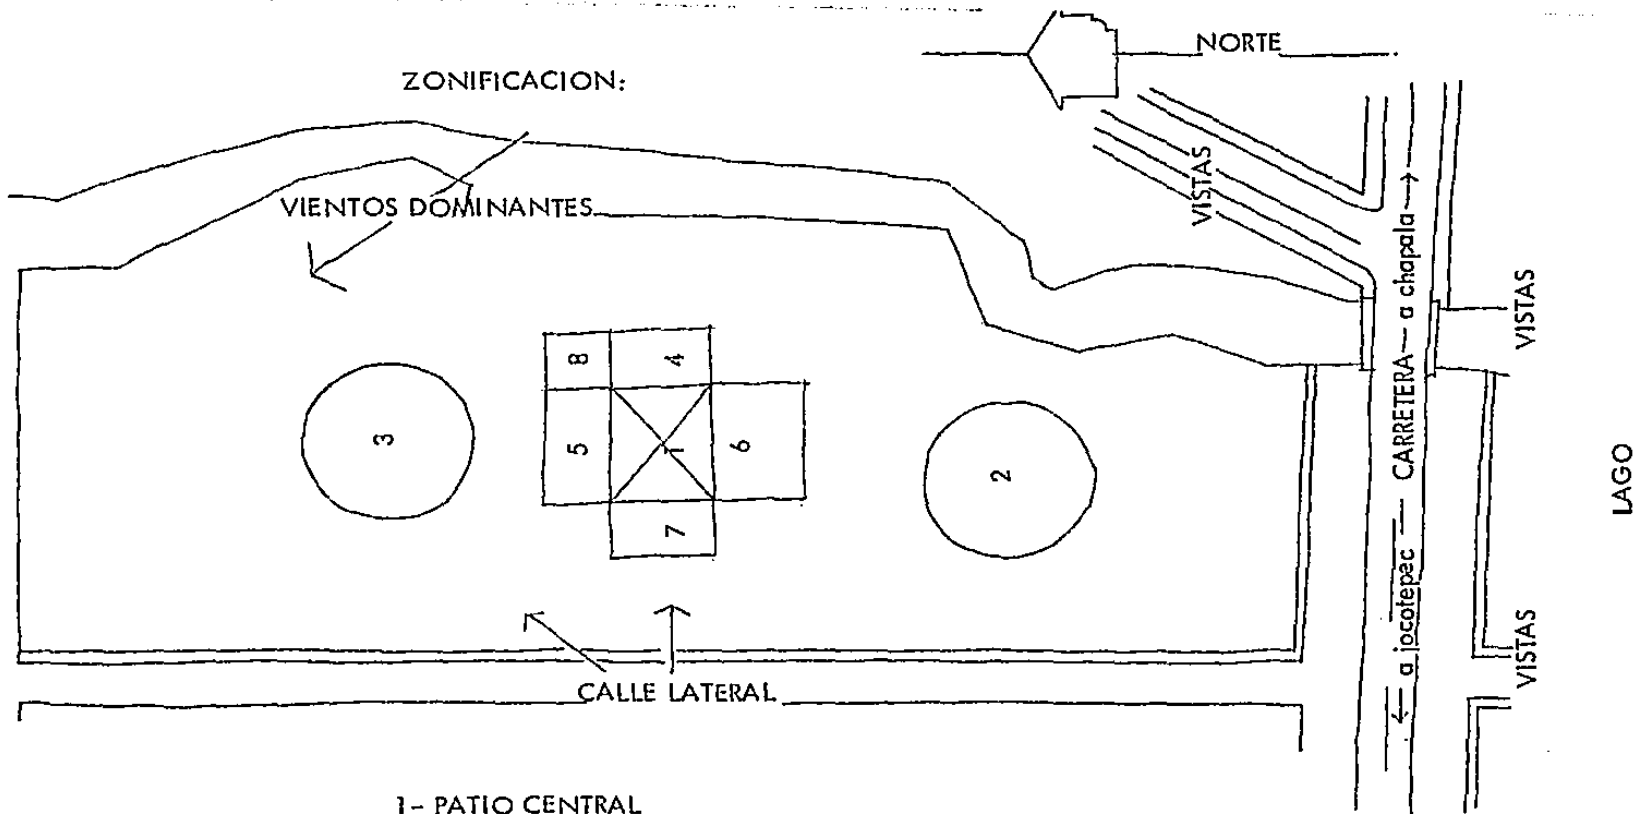 NORTE
ZONIFICACION:
VISTAS
VIENTOS DOMINANTES
← a jocotepec — CARRETERA — a chapala →
VISTAS
8
4
3
5
1
6
2
7
LAGO
VISTAS
CALLE LATERAL
1- PATIO CENTRAL